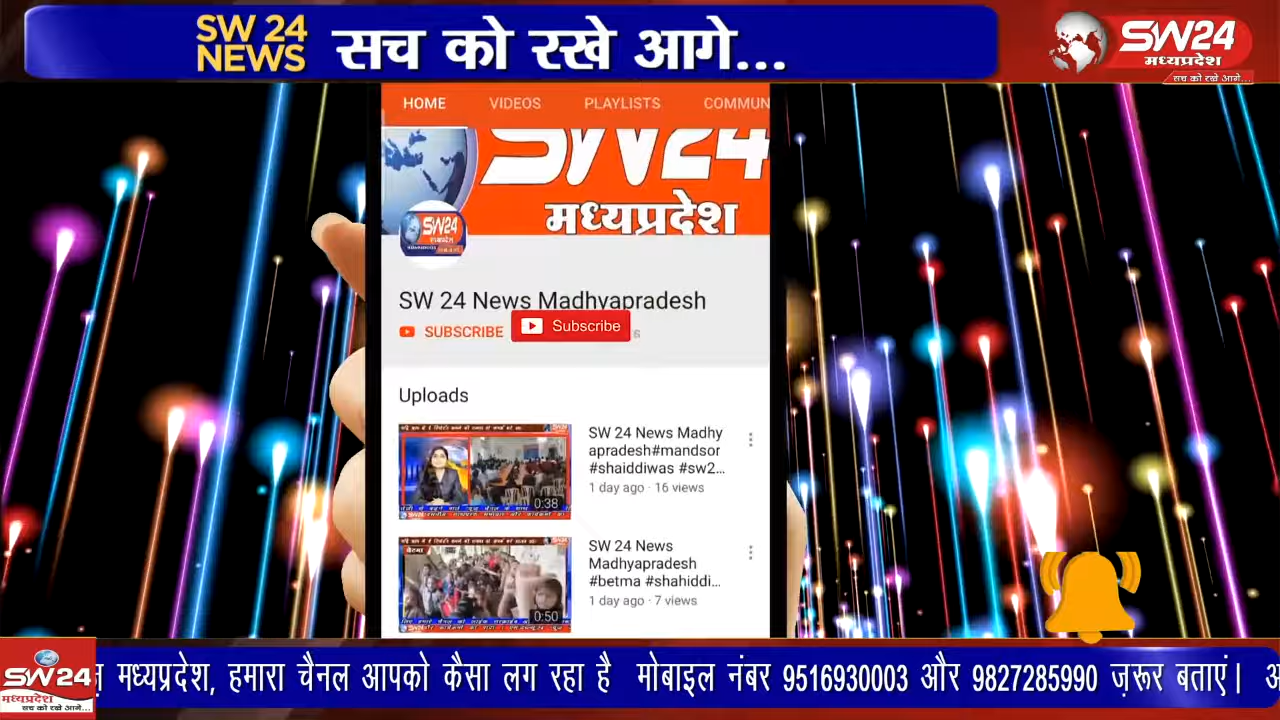 SW 24
NEWS
सच को रखे आगे...
SW24
मध्यप्रदेश
सच को रखे आगे...
HOME VIDEOS PLAYLISTS COMMUN
SW24
मध्यप्रदेश
SW24
SW 24 News Madhyapradesh
SUBSCRIBE
Subscribe
Uploads
SW 24 News Madhy
apradesh#mandsor
#shaiddiwas #sw2...
1 day ago · 16 views
0:38
SW 24 News
Madhyapradesh
#betma #shahiddi...
1 day ago · 7 views
बेटमा
0:50
SW24
मध्यप्रदेश
सच को रखे आगे...
मध्यप्रदेश, हमारा चैनल आपको कैसा लग रहा है मोबाइल नंबर 9516930003 और 9827285990 ज़रूर बताएं।